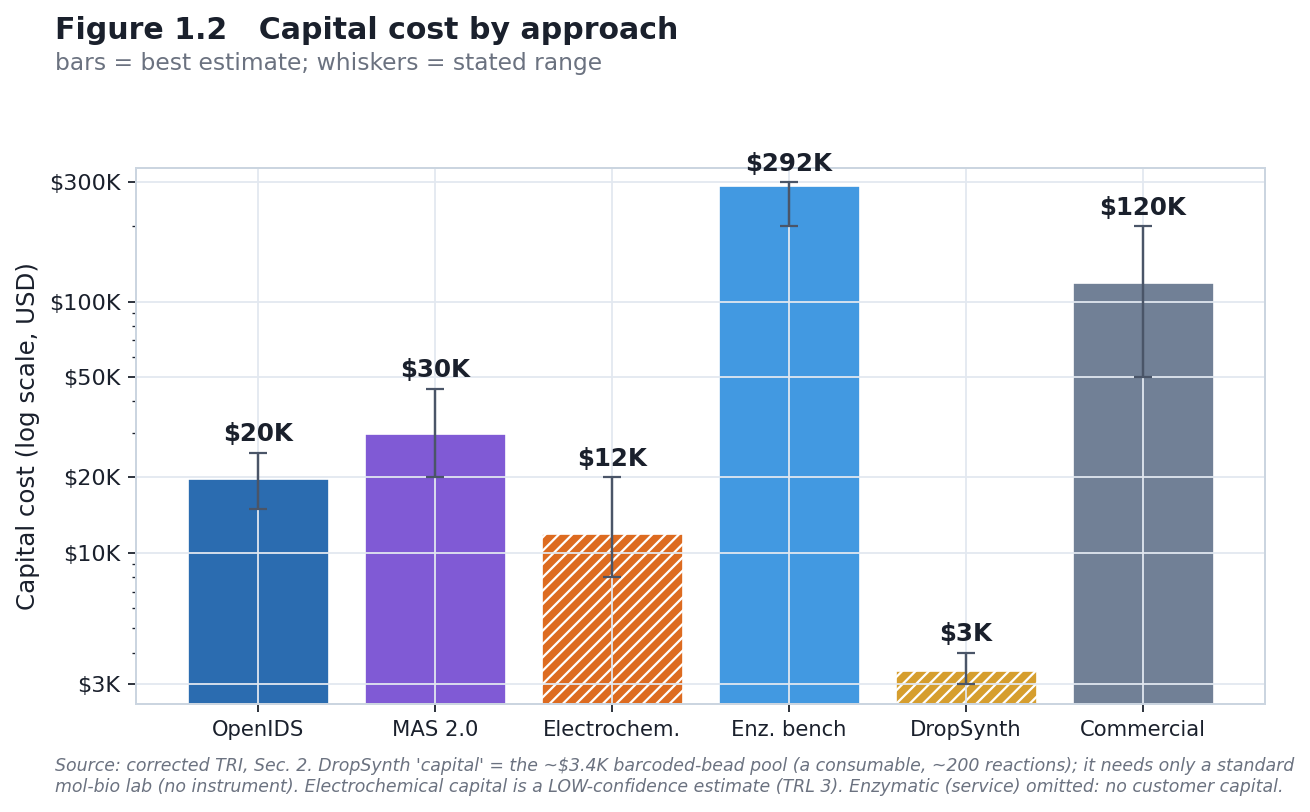 Figure 1.2   Capital cost by approach
bars = best estimate; whiskers = stated range
Capital cost (log scale, USD)
$300K
$100K
$50K
$20K
$10K
$3K
$20K
$30K
$12K
$292K
$3K
$120K
OpenIDS
MAS 2.0
Electrochem.
Enz. bench
DropSynth
Commercial
Source: corrected TRI, Sec. 2. DropSynth 'capital' = the ~$3.4K barcoded-bead pool (a consumable, ~200 reactions); it needs only a standard
mol-bio lab (no instrument). Electrochemical capital is a LOW-confidence estimate (TRL 3). Enzymatic (service) omitted: no customer capital.